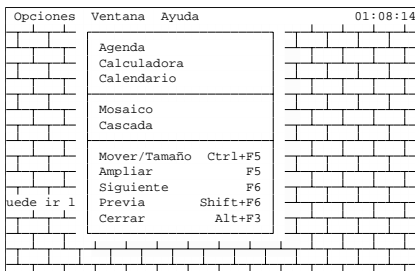 Opciones Ventana Ayuda 01:08:14
Agenda
Calculadora
Calendario
Mosaico
Cascada
Mover/Tamaño Ctrl+F5
Ampliar F5
Siguiente F6
uede ir l Previa Shift+F6
Cerrar Alt+F3